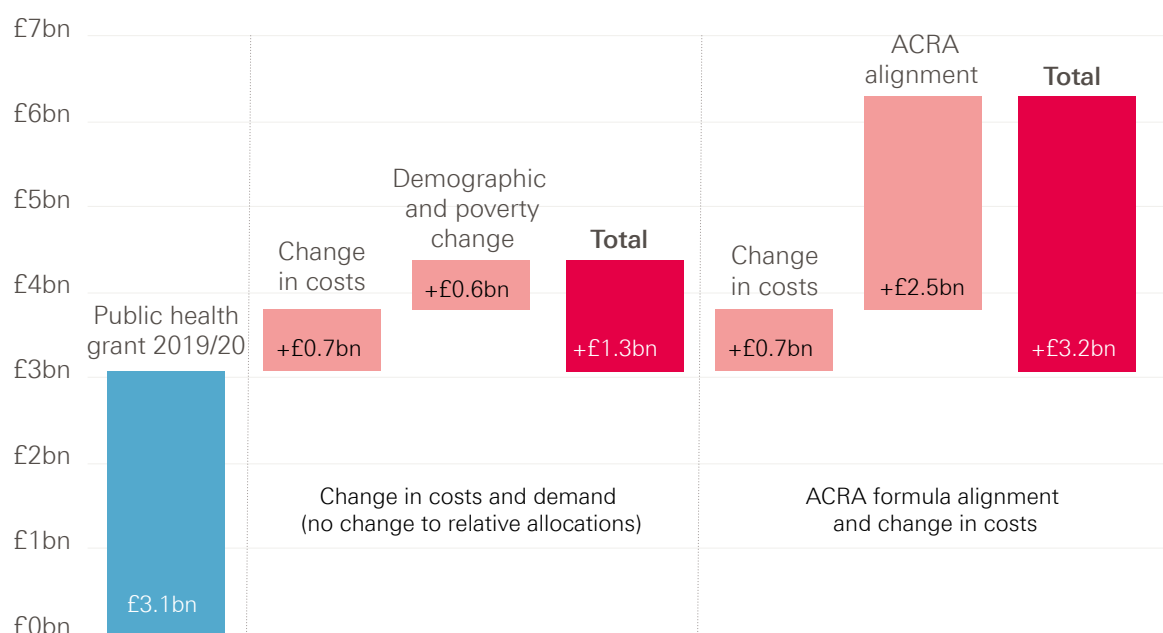 £7bn
£6bn
£5bn
£4bn
£3bn
£2bn
£1bn
£0bn
Public health
grant 2019/20
£3.1bn
Change
in costs
+£0.7bn
Demographic
and poverty
change
+£0.6bn
Total
+£1.3bn
Change in costs and demand
(no change to relative allocations)
Change
in costs
+£0.7bn
ACRA
alignment
+£2.5bn
Total
+£3.2bn
ACRA formula alignment
and change in costs